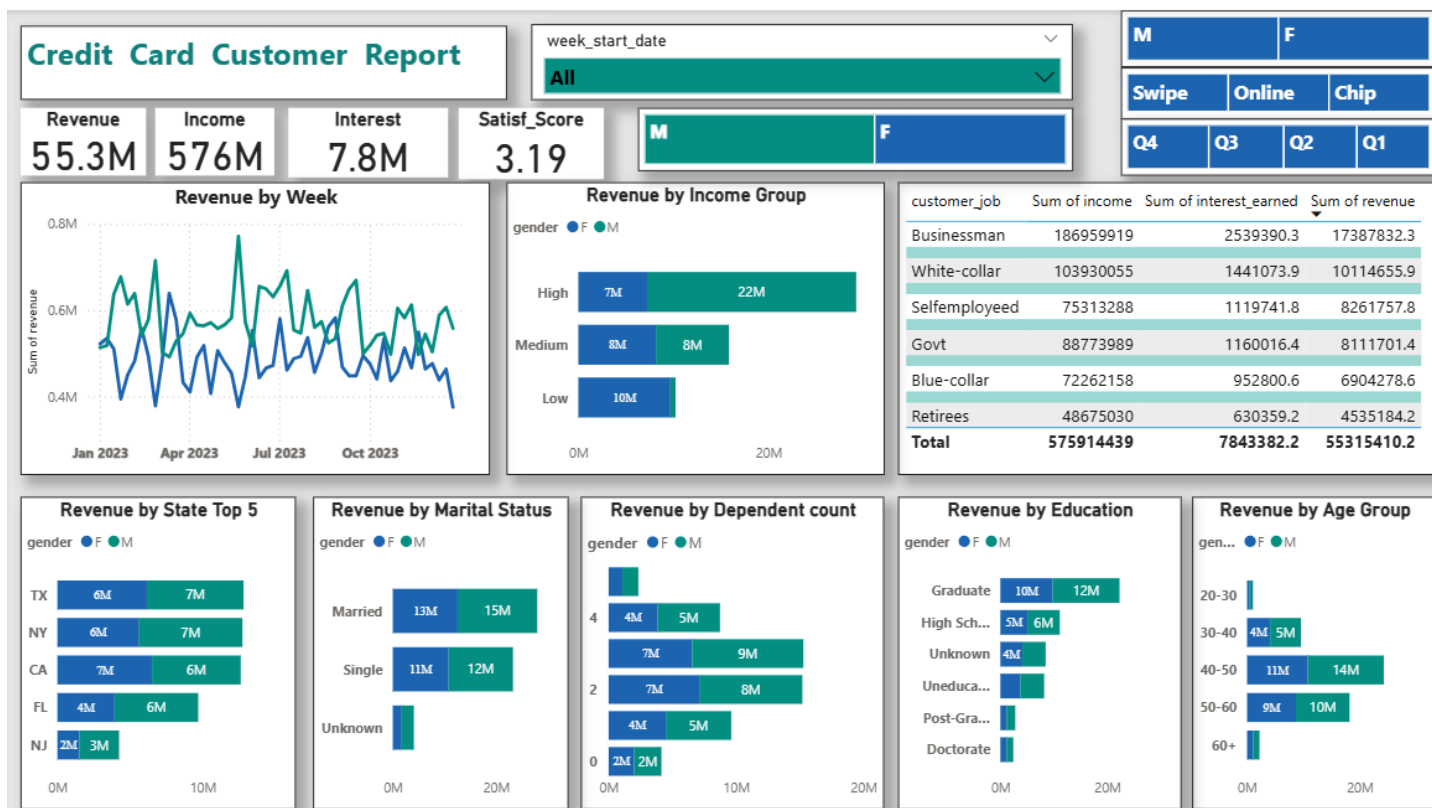 Credit Card Customer Report
week_start_date
All
M F
Swipe Online Chip
Q4 Q3 Q2 Q1
Revenue
55.3M
Income
576M
Interest
7.8M
Satisf_Score
3.19
M F
Revenue by Week
Sum of revenue
0.8M
0.6M
0.4M
Jan 2023 Apr 2023 Jul 2023 Oct 2023
Revenue by Income Group
gender F M
High 7M 22M
Medium 8M 8M
Low 10M
0M 20M
customer_job Sum of income Sum of interest_earned Sum of revenue
Businessman 186959919 2539390.3 17387832.3
White-collar 103930055 1441073.9 10114655.9
Selfemployeed 75313288 1119741.8 8261757.8
Govt 88773989 1160016.4 8111701.4
Blue-collar 72262158 952800.6 6904278.6
Retirees 48675030 630359.2 4535184.2
Total 575914439 7843382.2 55315410.2
Revenue by State Top 5
gender F M
TX 6M 7M
NY 6M 7M
CA 7M 6M
FL 4M 6M
NJ 2M 3M
0M 10M
Revenue by Marital Status
gender F M
Married 13M 15M
Single 11M 12M
Unknown
0M 20M
Revenue by Dependent count
gender F M
4 4M 5M
7M 9M
2 7M 8M
4M 5M
0 2M 2M
0M 10M 20M
Revenue by Education
gender F M
Graduate 10M 12M
High Sch... 5M 6M
Unknown 4M
Uneduca...
Post-Gra...
Doctorate
0M 20M
Revenue by Age Group
gen... F M
20-30
30-40 4M 5M
40-50 11M 14M
50-60 9M 10M
60+
0M 20M